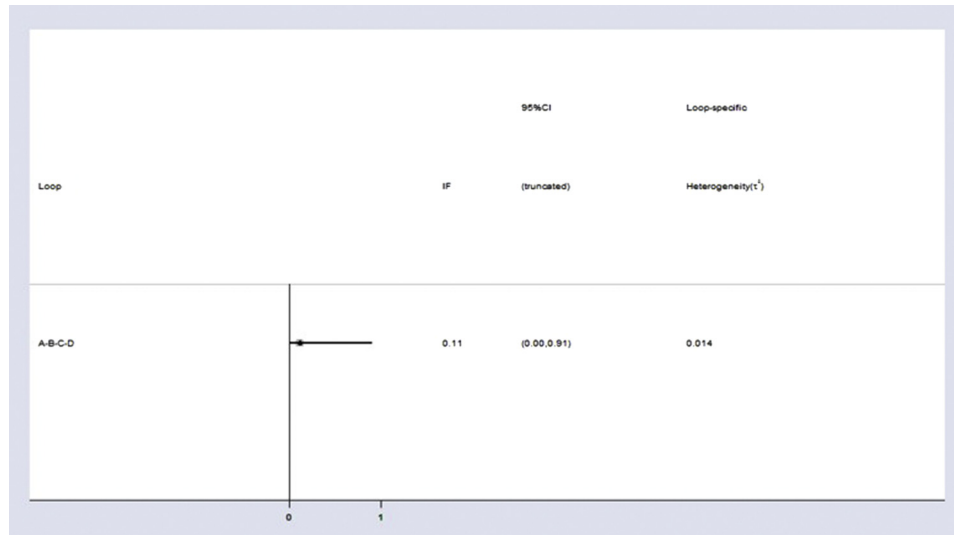 95%CI Loop-specific
Loop IF (truncated) Heterogeneity(τ²)
A-B-C-D 0.11 (0.00,0.91) 0.014
0 1